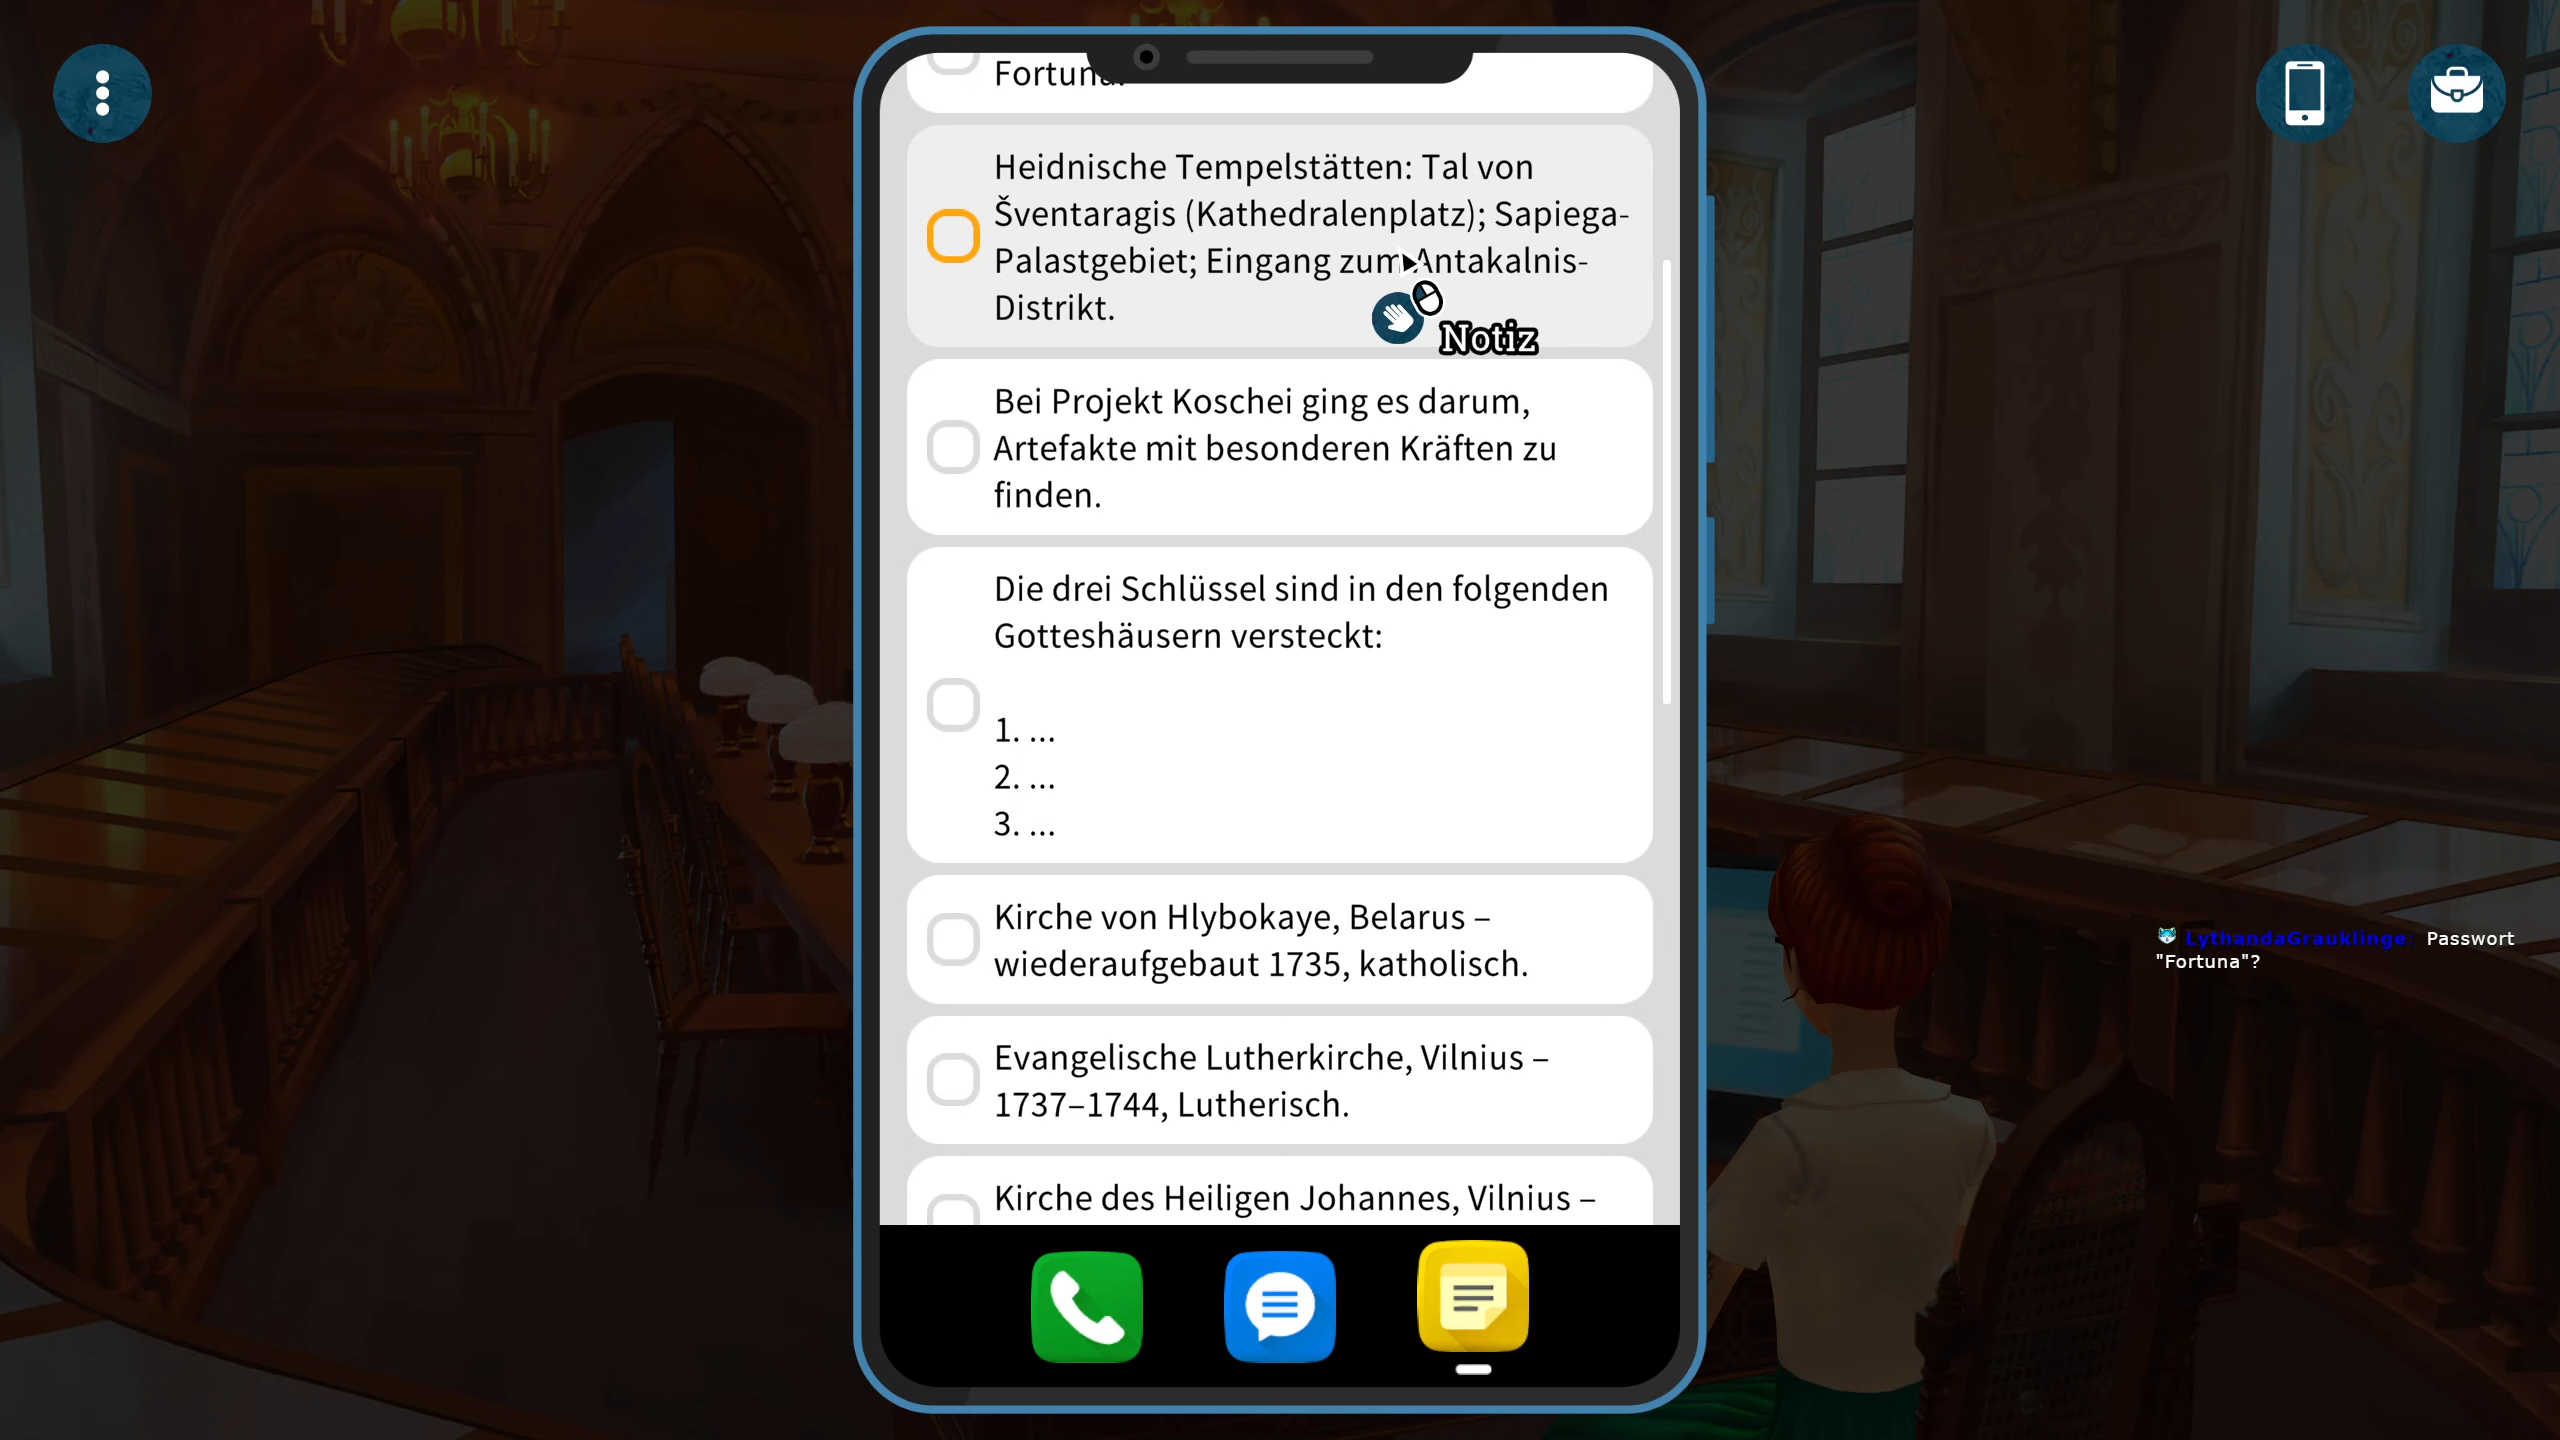 Fortuna.
Heidnische Tempelstätten: Tal von
Šventaragis (Kathedralenplatz); Sapiega-
Palastgebiet; Eingang zum Antakalnis-
Distrikt.
Notiz
Bei Projekt Koschei ging es darum,
Artefakte mit besonderen Kräften zu
finden.
Die drei Schlüssel sind in den folgenden
Gotteshäusern versteckt:
1. ...
2. ...
3. ...
Kirche von Hlybokaye, Belarus –
wiederaufgebaut 1735, katholisch.
Evangelische Lutherkirche, Vilnius –
1737–1744, Lutherisch.
Kirche des Heiligen Johannes, Vilnius –
LythandaGrauklinge: Passwort
"Fortuna"?